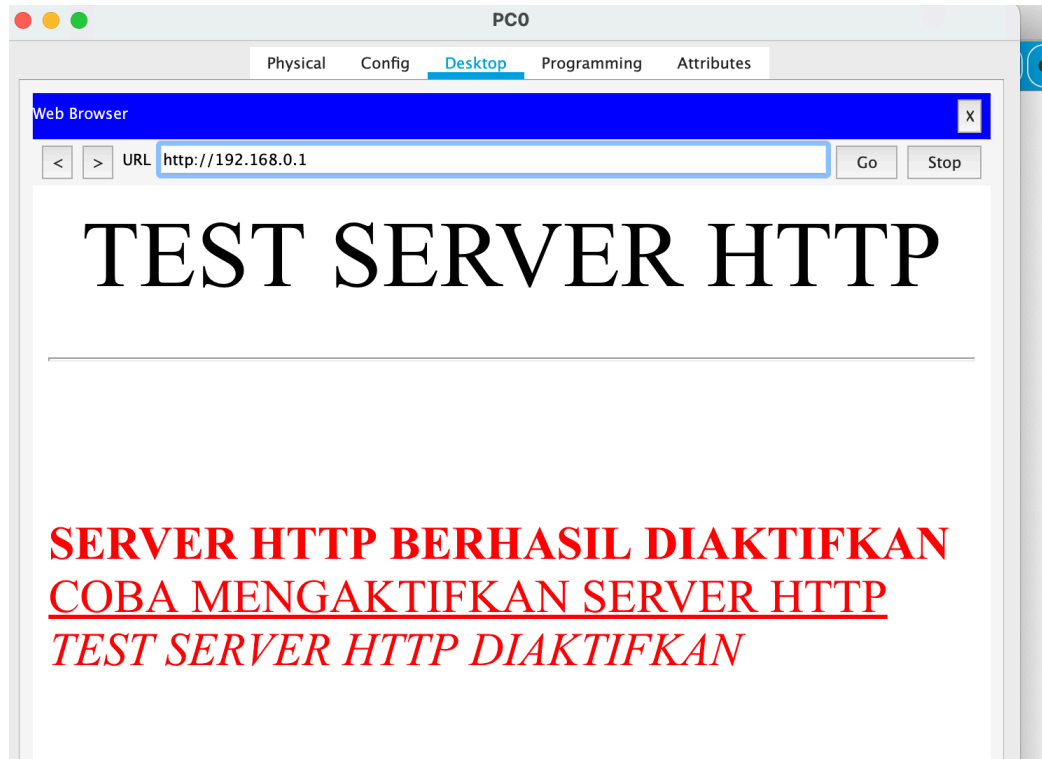 PC0
Physical Config Desktop Programming Attributes
Web Browser X
< > URL http://192.168.0.1 Go Stop
TEST SERVER HTTP
SERVER HTTP BERHASIL DIAKTIFKAN
COBA MENGAKTIFKAN SERVER HTTP
TEST SERVER HTTP DIAKTIFKAN